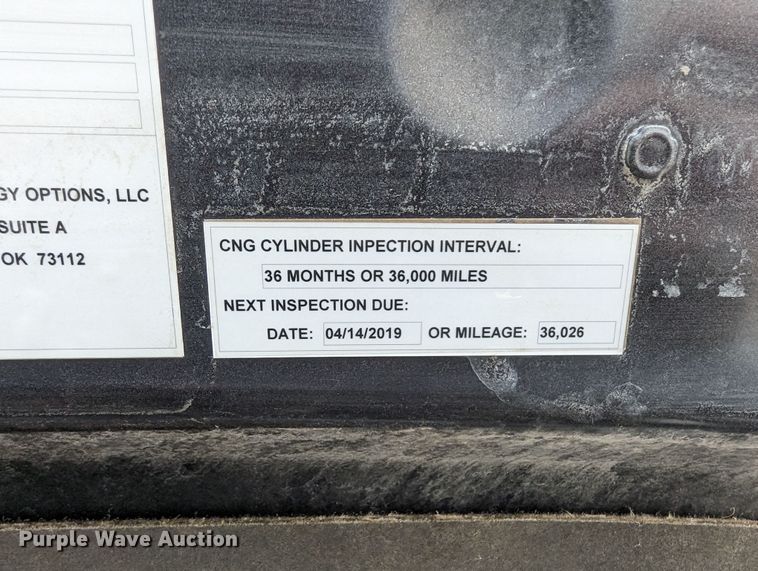 GY OPTIONS, LLC
SUITE A
OK 73112
CNG CYLINDER INPECTION INTERVAL:
36 MONTHS OR 36,000 MILES
NEXT INSPECTION DUE:
DATE: 04/14/2019 OR MILEAGE: 36,026
Purple Wave Auction